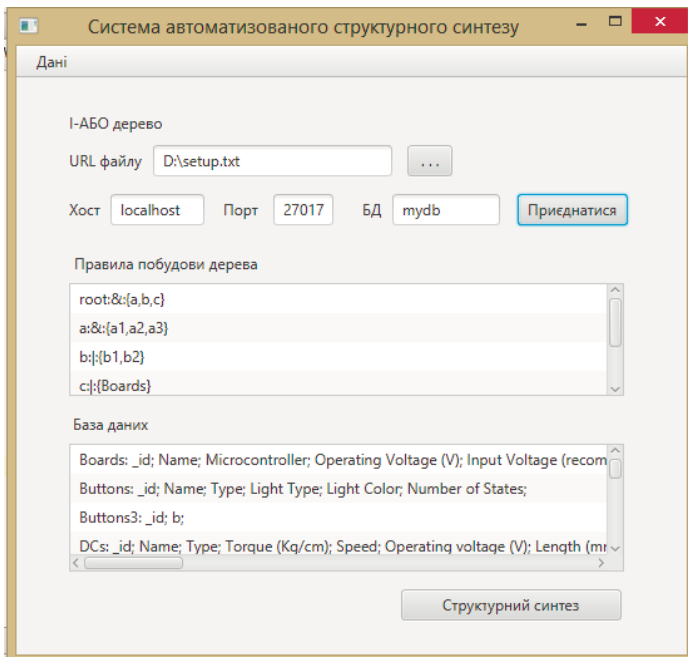 Система автоматизованого структурного синтезу
Дані
І-АБО дерево
URL файлу D:\setup.txt ...
Хост localhost Порт 27017 БД mydb Приєднатися
Правила побудови дерева
root:&:{a,b,c}
a:&:{a1,a2,a3}
b:|:{b1,b2}
c:|:{Boards}
База даних
Boards: _id; Name; Microcontroller; Operating Voltage (V); Input Voltage (recom
Buttons: _id; Name; Type; Light Type; Light Color; Number of States;
Buttons3: _id; b;
DCs: _id; Name; Type; Torque (Kg/cm); Speed; Operating voltage (V); Length (mr
Структурний синтез